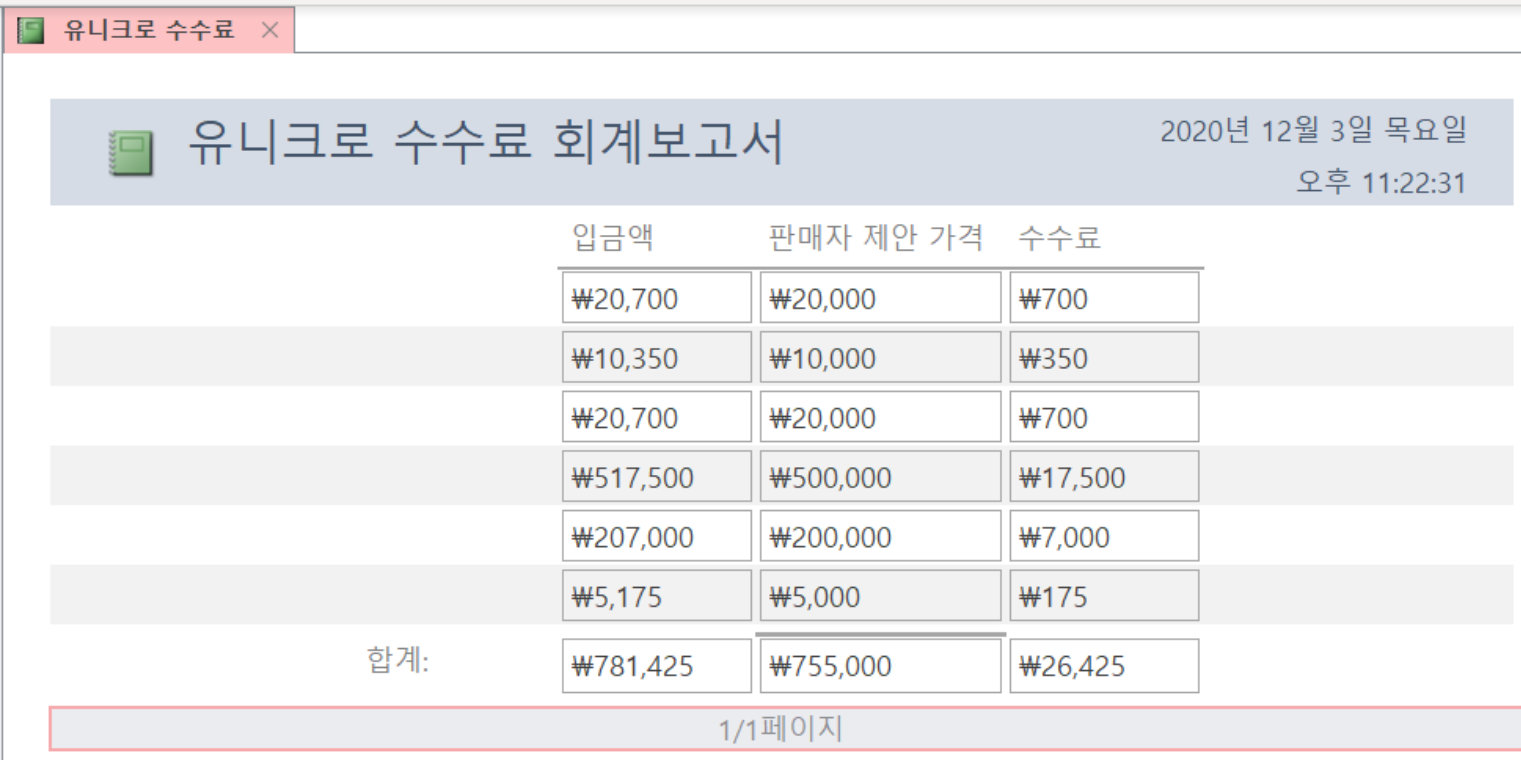 유니크로 수수료
유니크로 수수료 회계보고서
2020년 12월 3일 목요일
오후 11:22:31
입금액 판매자 제안 가격 수수료
₩20,700 ₩20,000 ₩700
₩10,350 ₩10,000 ₩350
₩20,700 ₩20,000 ₩700
₩517,500 ₩500,000 ₩17,500
₩207,000 ₩200,000 ₩7,000
₩5,175 ₩5,000 ₩175
합계: ₩781,425 ₩755,000 ₩26,425
1/1페이지